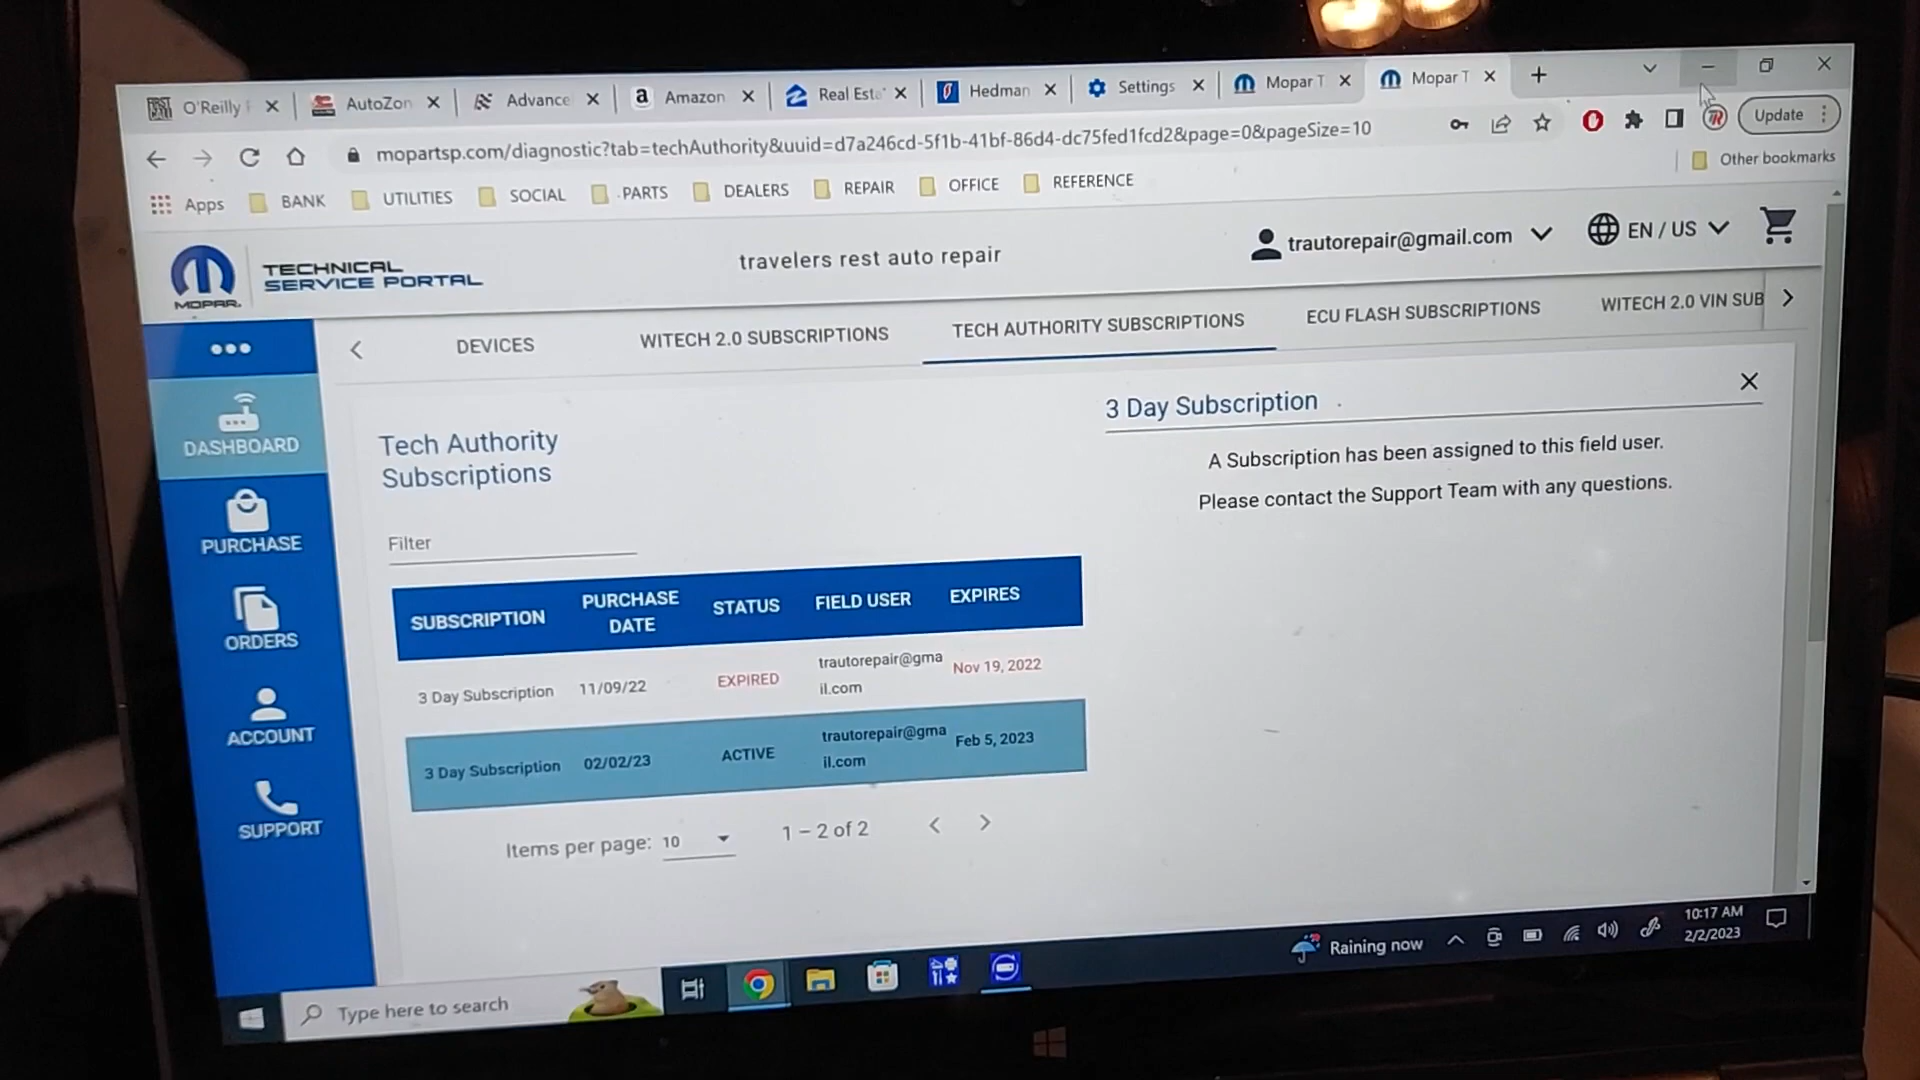 O'Reilly
AutoZon
Advance
Amazon
Real Esta
Hedman
Settings
Mopar T
Mopar T
mopartsp.com/diagnostic?tab=techAuthority&uuid=d7a246cd-5f1b-41bf-86d4-dc75fed1fcd2&page=0&pageSize=10
Update
Apps
BANK
UTILITIES
SOCIAL
PARTS
DEALERS
REPAIR
OFFICE
REFERENCE
Other bookmarks
MOPAR.
TECHNICAL
SERVICE PORTAL
travelers rest auto repair
trautorepair@gmail.com
EN / US
DEVICES
WITECH 2.0 SUBSCRIPTIONS
TECH AUTHORITY SUBSCRIPTIONS
ECU FLASH SUBSCRIPTIONS
WITECH 2.0 VIN SUB
DASHBOARD
PURCHASE
ORDERS
ACCOUNT
SUPPORT
Tech Authority
Subscriptions
Filter
SUBSCRIPTION
PURCHASE
DATE
STATUS
FIELD USER
EXPIRES
3 Day Subscription
11/09/22
EXPIRED
trautorepair@gma
il.com
Nov 19, 2022
3 Day Subscription
02/02/23
ACTIVE
trautorepair@gma
il.com
Feb 5, 2023
Items per page: 10
1 – 2 of 2
3 Day Subscription
A Subscription has been assigned to this field user.
Please contact the Support Team with any questions.
Type here to search
Raining now
10:17 AM
2/2/2023